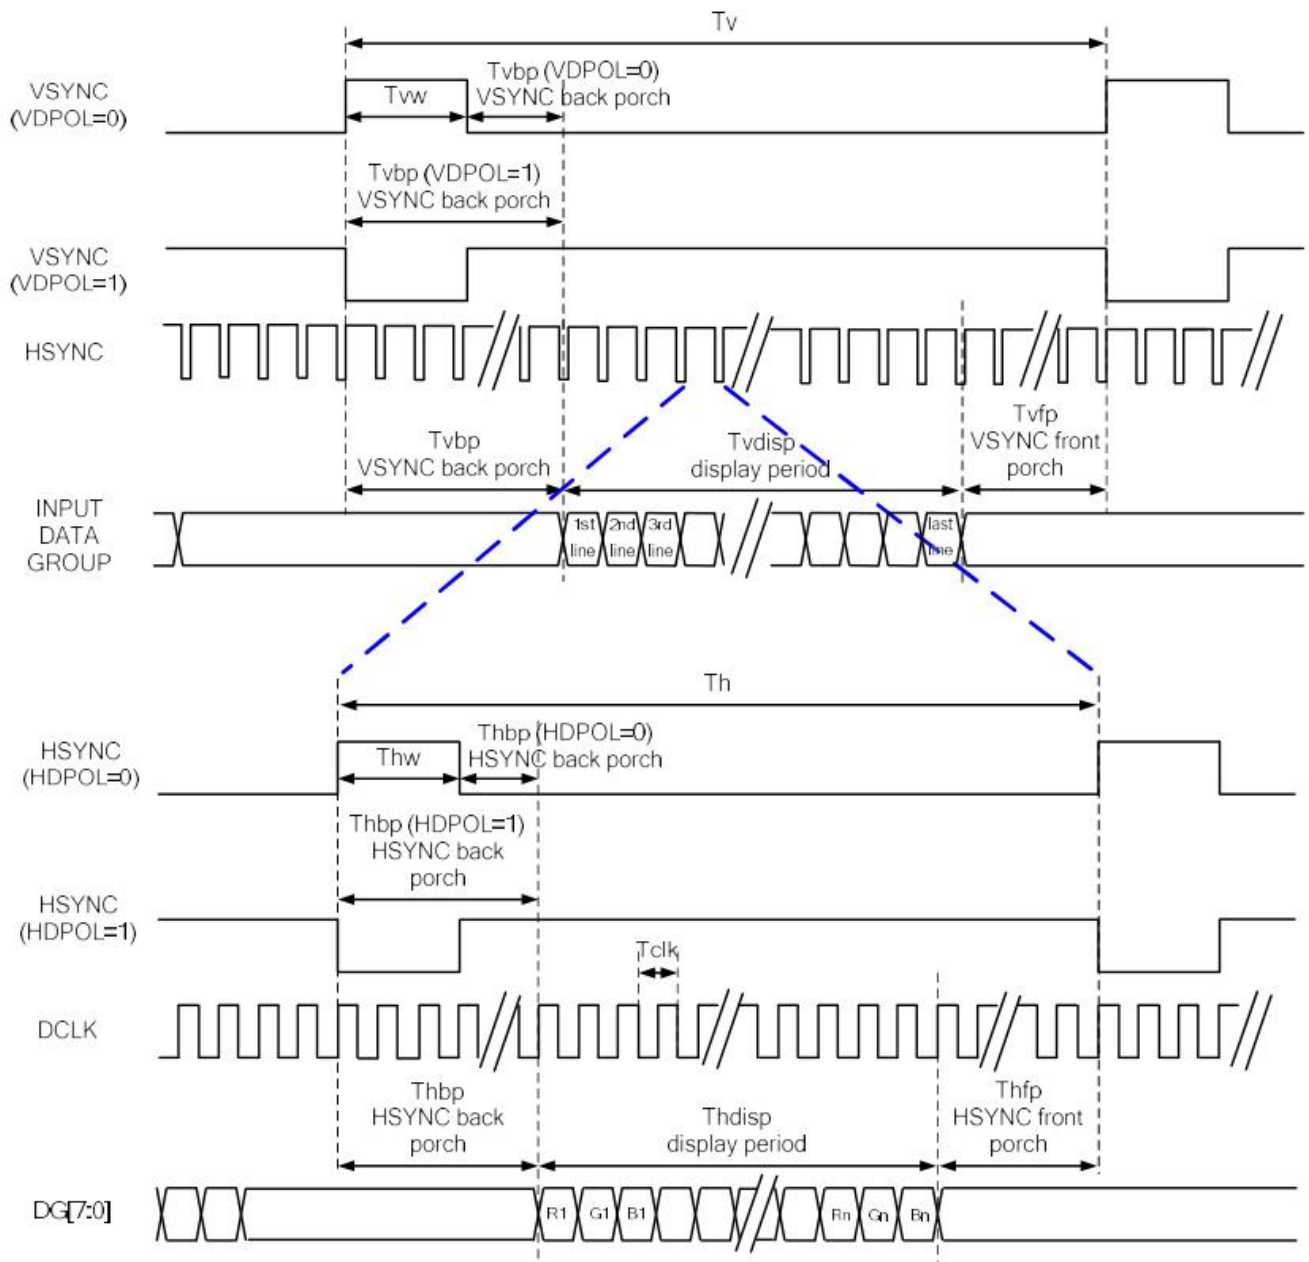 Tv
VSYNC
(VDPOL=0)
Tvw
Tvbp (VDPOL=0)
VSYNC back porch
Tvbp (VDPOL=1)
VSYNC back porch
VSYNC
(VDPOL=1)
HSYNC
Tvbp
VSYNC back porch
Tvdisp
display period
Tvfp
VSYNC front
porch
INPUT
DATA
GROUP
1st
line
2nd
line
3rd
line
last
line
Th
HSYNC
(HDPOL=0)
Thw
Thbp (HDPOL=0)
HSYNC back porch
Thbp (HDPOL=1)
HSYNC back
porch
HSYNC
(HDPOL=1)
Tclk
DCLK
Thbp
HSYNC back
porch
Thdisp
display period
Thfp
HSYNC front
porch
DG[7:0]
R1
G1
B1
Rn
Gn
Bn